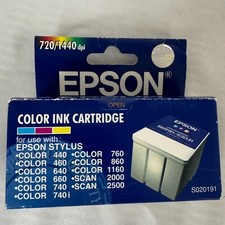 720/1440 dpi
EPSON
OPEN
COLOR INK CARTRIDGE
for use with:
EPSON STYLUS
•COLOR 440 •COLOR 760
•COLOR 460 •COLOR 860
•COLOR 640 •COLOR 1160
•COLOR 660 •SCAN 2000
•COLOR 740 •SCAN 2500
•COLOR 740i
EPSON
S020191